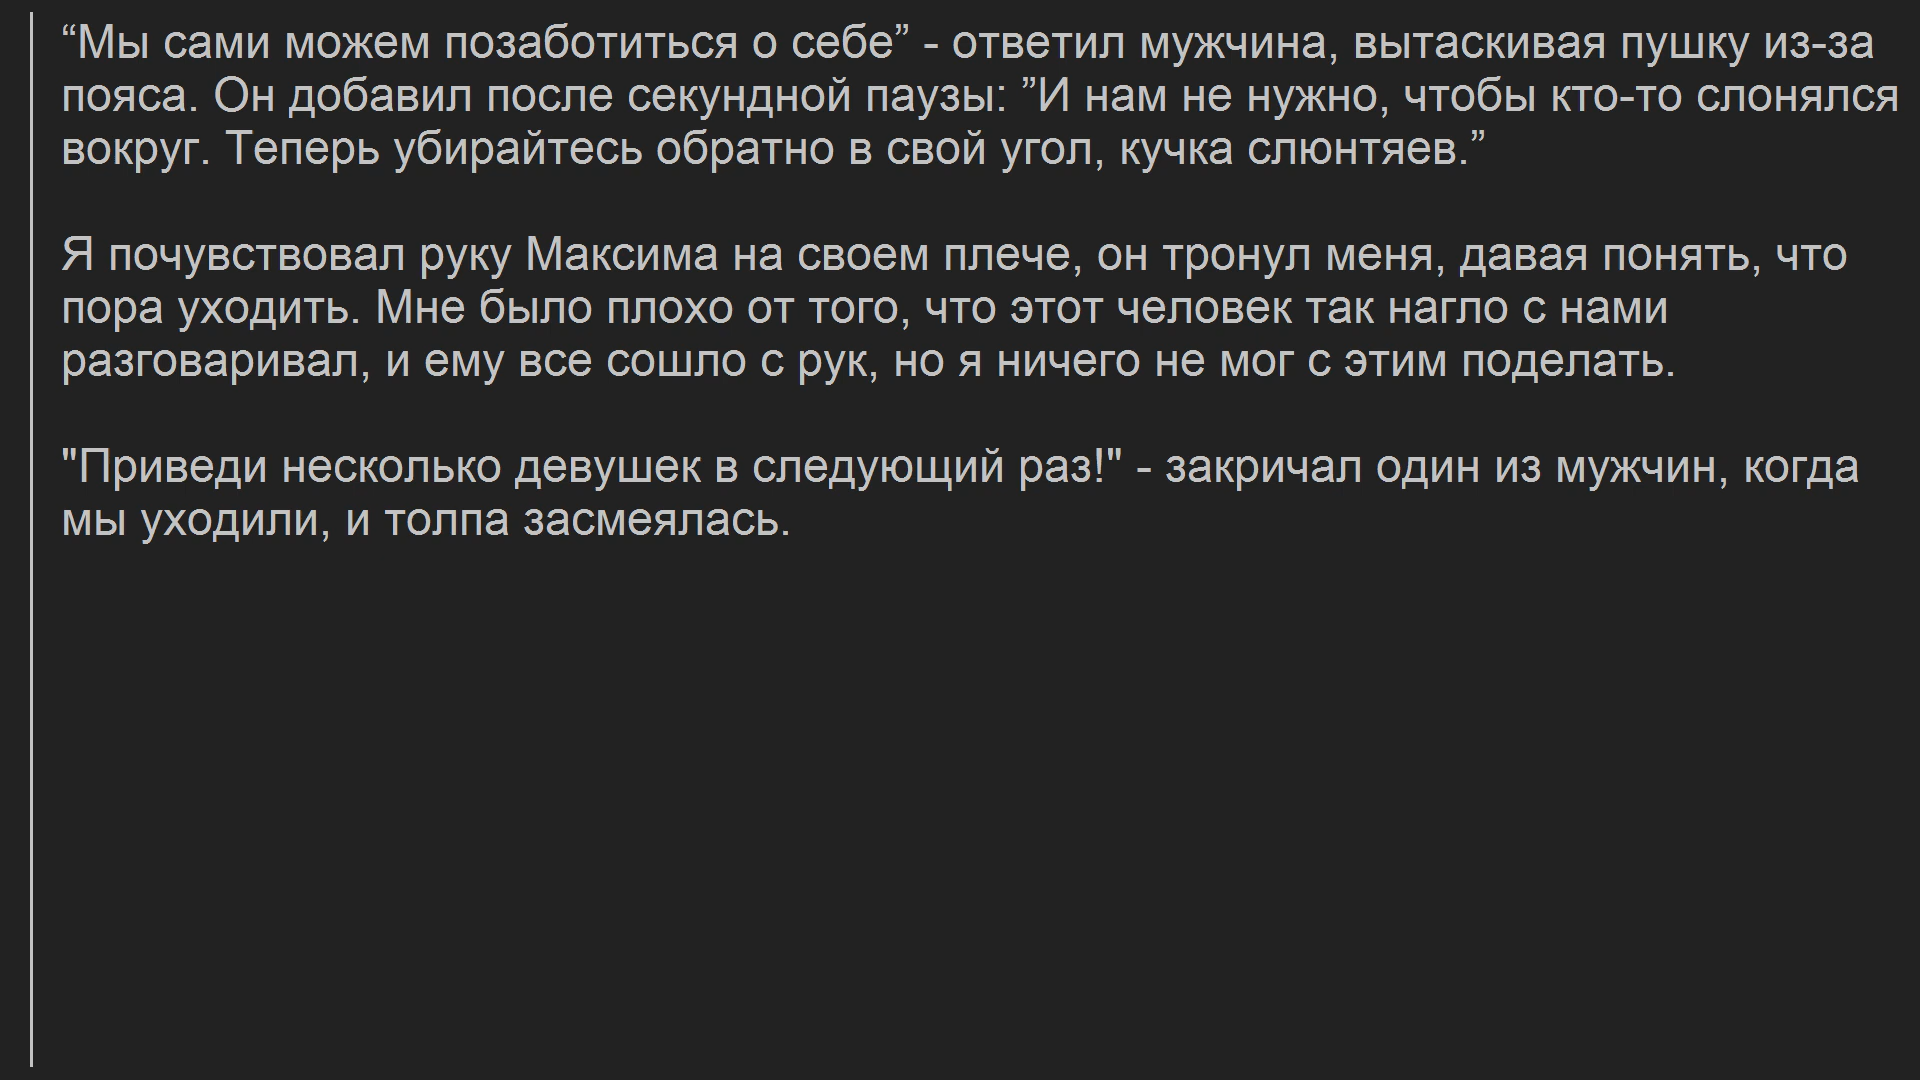 “Мы сами можем позаботиться о себе” - ответил мужчина, вытаскивая пушку из-за
пояса. Он добавил после секундной паузы: ”И нам не нужно, чтобы кто-то слонялся
вокруг. Теперь убирайтесь обратно в свой угол, кучка слюнтяев.”
Я почувствовал руку Максима на своем плече, он тронул меня, давая понять, что
пора уходить. Мне было плохо от того, что этот человек так нагло с нами
разговаривал, и ему все сошло с рук, но я ничего не мог с этим поделать.
"Приведи несколько девушек в следующий раз!" - закричал один из мужчин, когда
мы уходили, и толпа засмеялась.